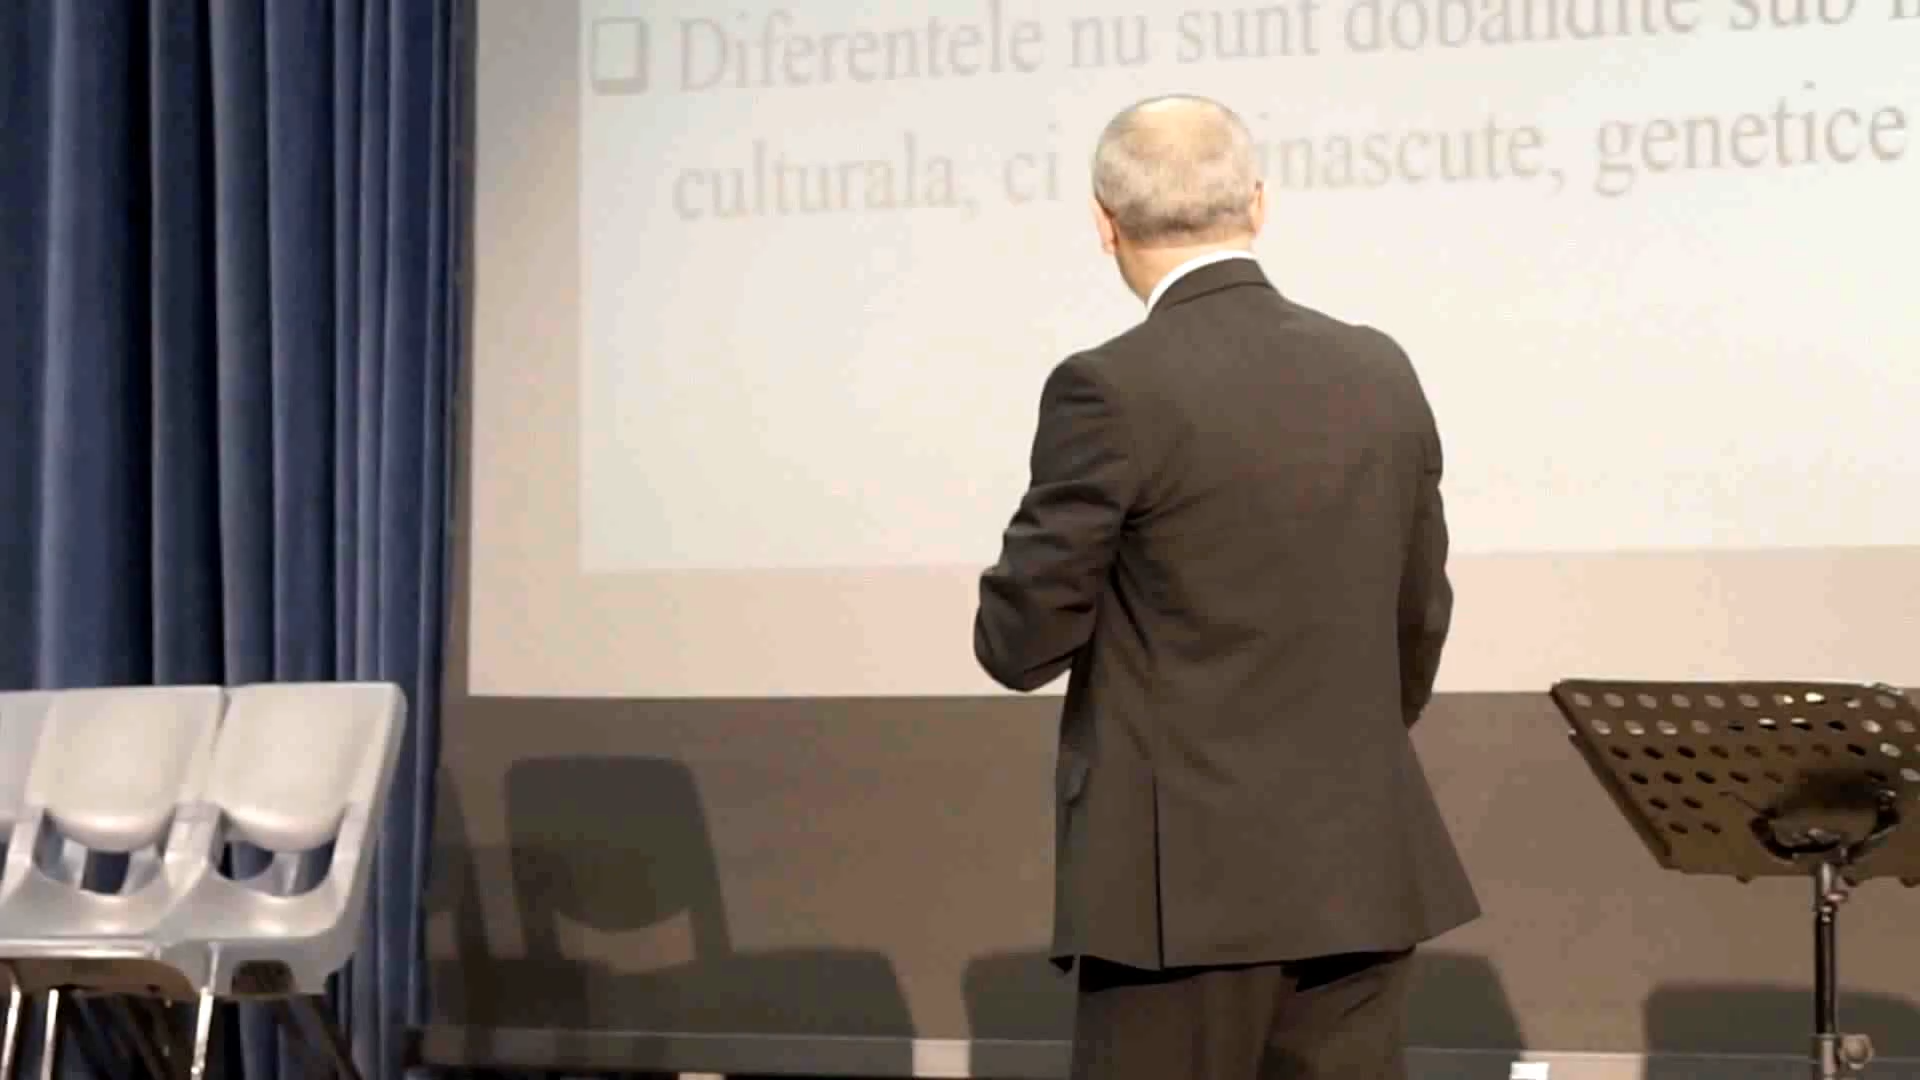 Diferentele nu sunt dobandite sub
culturala, ci inascute, genetice